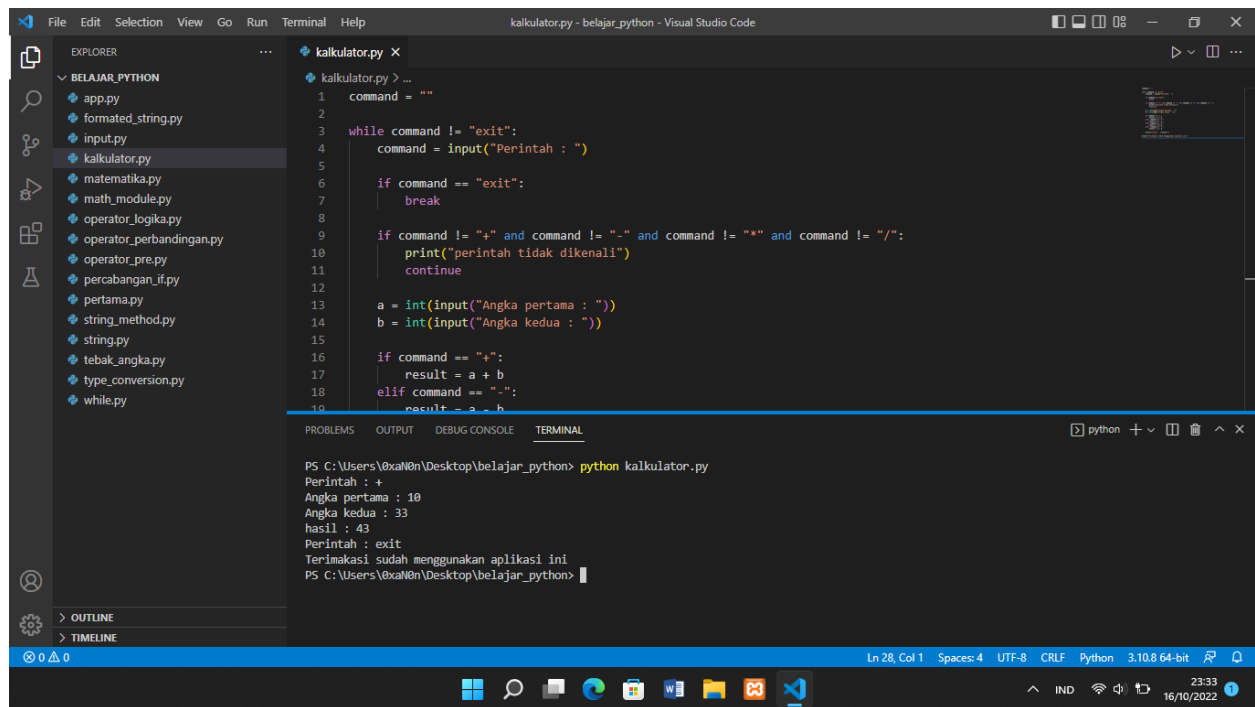 File Edit Selection View Go Run Terminal Help kalkulator.py - belajar_python - Visual Studio Code
EXPLORER
BELAJAR_PYTHON
app.py
formated_string.py
input.py
kalkulator.py
matematika.py
math_module.py
operator_logika.py
operator_perbandingan.py
operator_pre.py
percabangan_if.py
pertama.py
string_method.py
string.py
tebak_angka.py
type_conversion.py
while.py
OUTLINE
TIMELINE
kalkulator.py
kalkulator.py > ...
1 command = ""
2
3 while command != "exit":
4     command = input("Perintah : ")
5
6     if command == "exit":
7         break
8
9     if command != "+" and command != "-" and command != "*" and command != "/":
10         print("perintah tidak dikenali")
11         continue
12
13     a = int(input("Angka pertama : "))
14     b = int(input("Angka kedua : "))
15
16     if command == "+":
17         result = a + b
18     elif command == "-":
19         result = a - b
PROBLEMS OUTPUT DEBUG CONSOLE TERMINAL python
PS C:\Users\0xaN0n\Desktop\belajar_python> python kalkulator.py
Perintah : +
Angka pertama : 10
Angka kedua : 33
hasil : 43
Perintah : exit
Terimakasi sudah menggunakan aplikasi ini
PS C:\Users\0xaN0n\Desktop\belajar_python>
0 0 Ln 28, Col 1 Spaces: 4 UTF-8 CRLF Python 3.10.8 64-bit
IND 23:33
16/10/2022 1